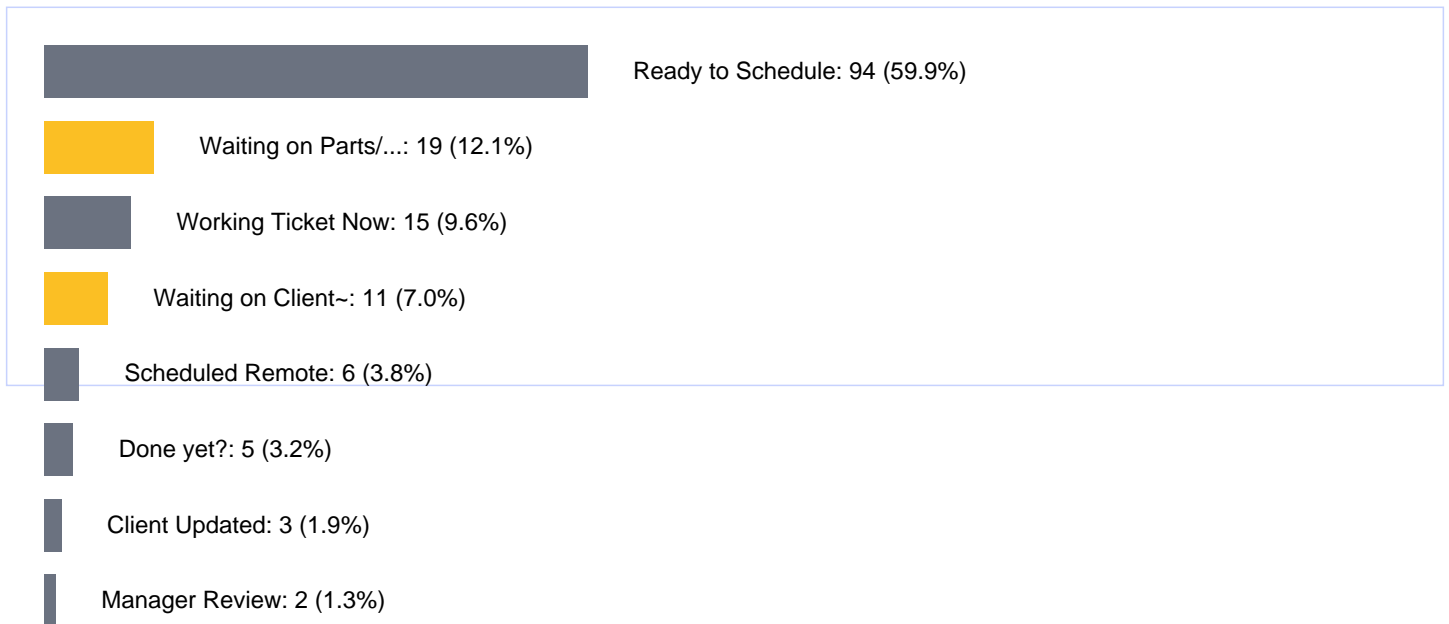 Ready to Schedule: 94 (59.9%)
Waiting on Parts/...: 19 (12.1%)
Working Ticket Now: 15 (9.6%)
Waiting on Client~: 11 (7.0%)
Scheduled Remote: 6 (3.8%)
Done yet?: 5 (3.2%)
Client Updated: 3 (1.9%)
Manager Review: 2 (1.3%)